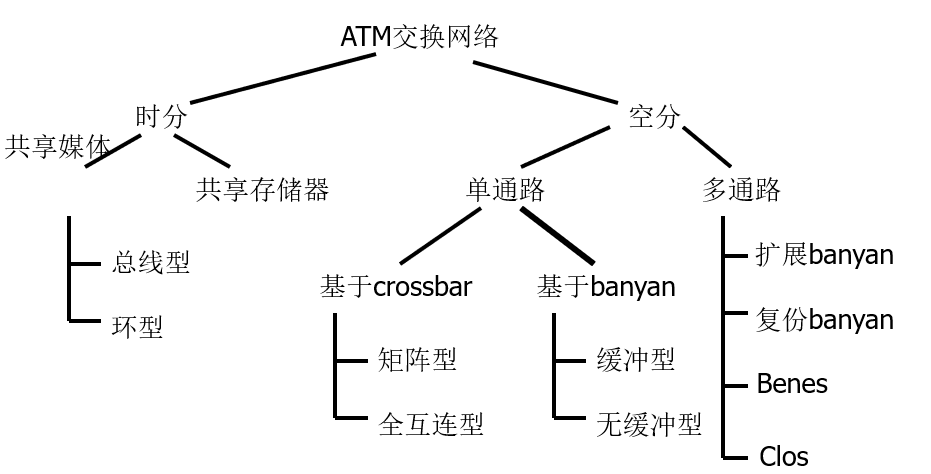 ATM交换网络
时分
空分
共享媒体
共享存储器
单通路
多通路
总线型
环型
基于crossbar
基于banyan
矩阵型
全互连型
缓冲型
无缓冲型
扩展banyan
复份banyan
Benes
Clos